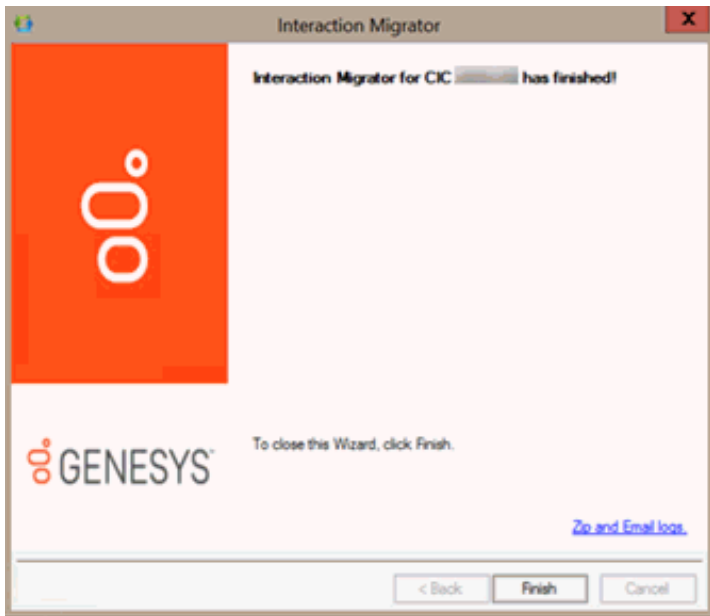 Interaction Migrator
X
Interaction Migrator for CIC has finished!
To close this Wizard, click Finish.
GENESYS™
Zip and Email logs.
< Back Finish Cancel